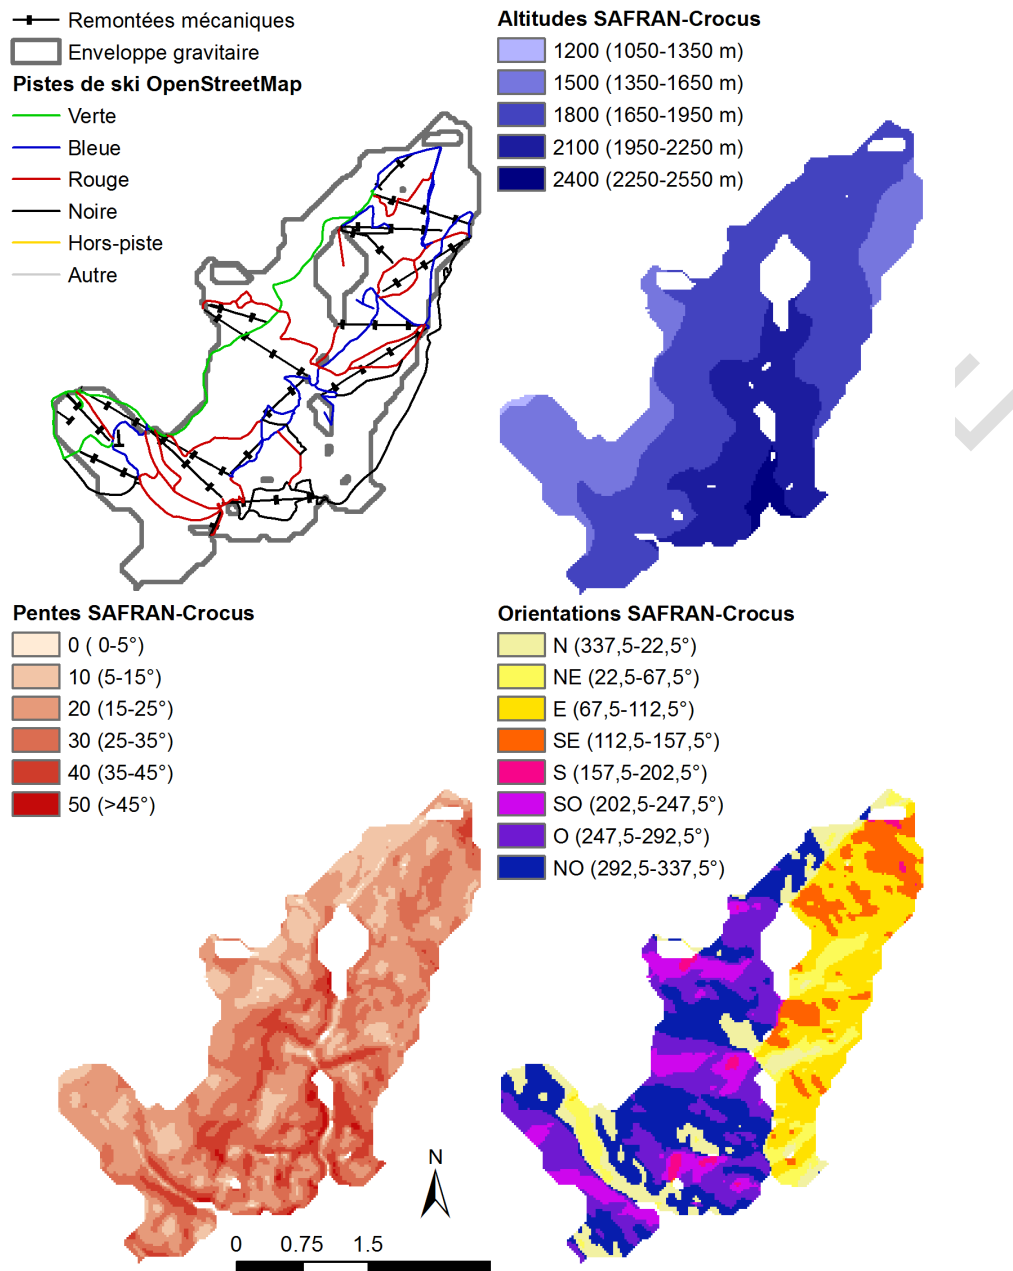 Remontées mécaniques
Enveloppe gravitaire
Pistes de ski OpenStreetMap
Verte
Bleue
Rouge
Noire
Hors-piste
Autre
Altitudes SAFRAN-Crocus
1200 (1050-1350 m)
1500 (1350-1650 m)
1800 (1650-1950 m)
2100 (1950-2250 m)
2400 (2250-2550 m)
Pentes SAFRAN-Crocus
0 ( 0-5°)
10 (5-15°)
20 (15-25°)
30 (25-35°)
40 (35-45°)
50 (>45°)
Orientations SAFRAN-Crocus
N (337,5-22,5°)
NE (22,5-67,5°)
E (67,5-112,5°)
SE (112,5-157,5°)
S (157,5-202,5°)
SO (202,5-247,5°)
O (247,5-292,5°)
NO (292,5-337,5°)
N
0 0.75 1.5